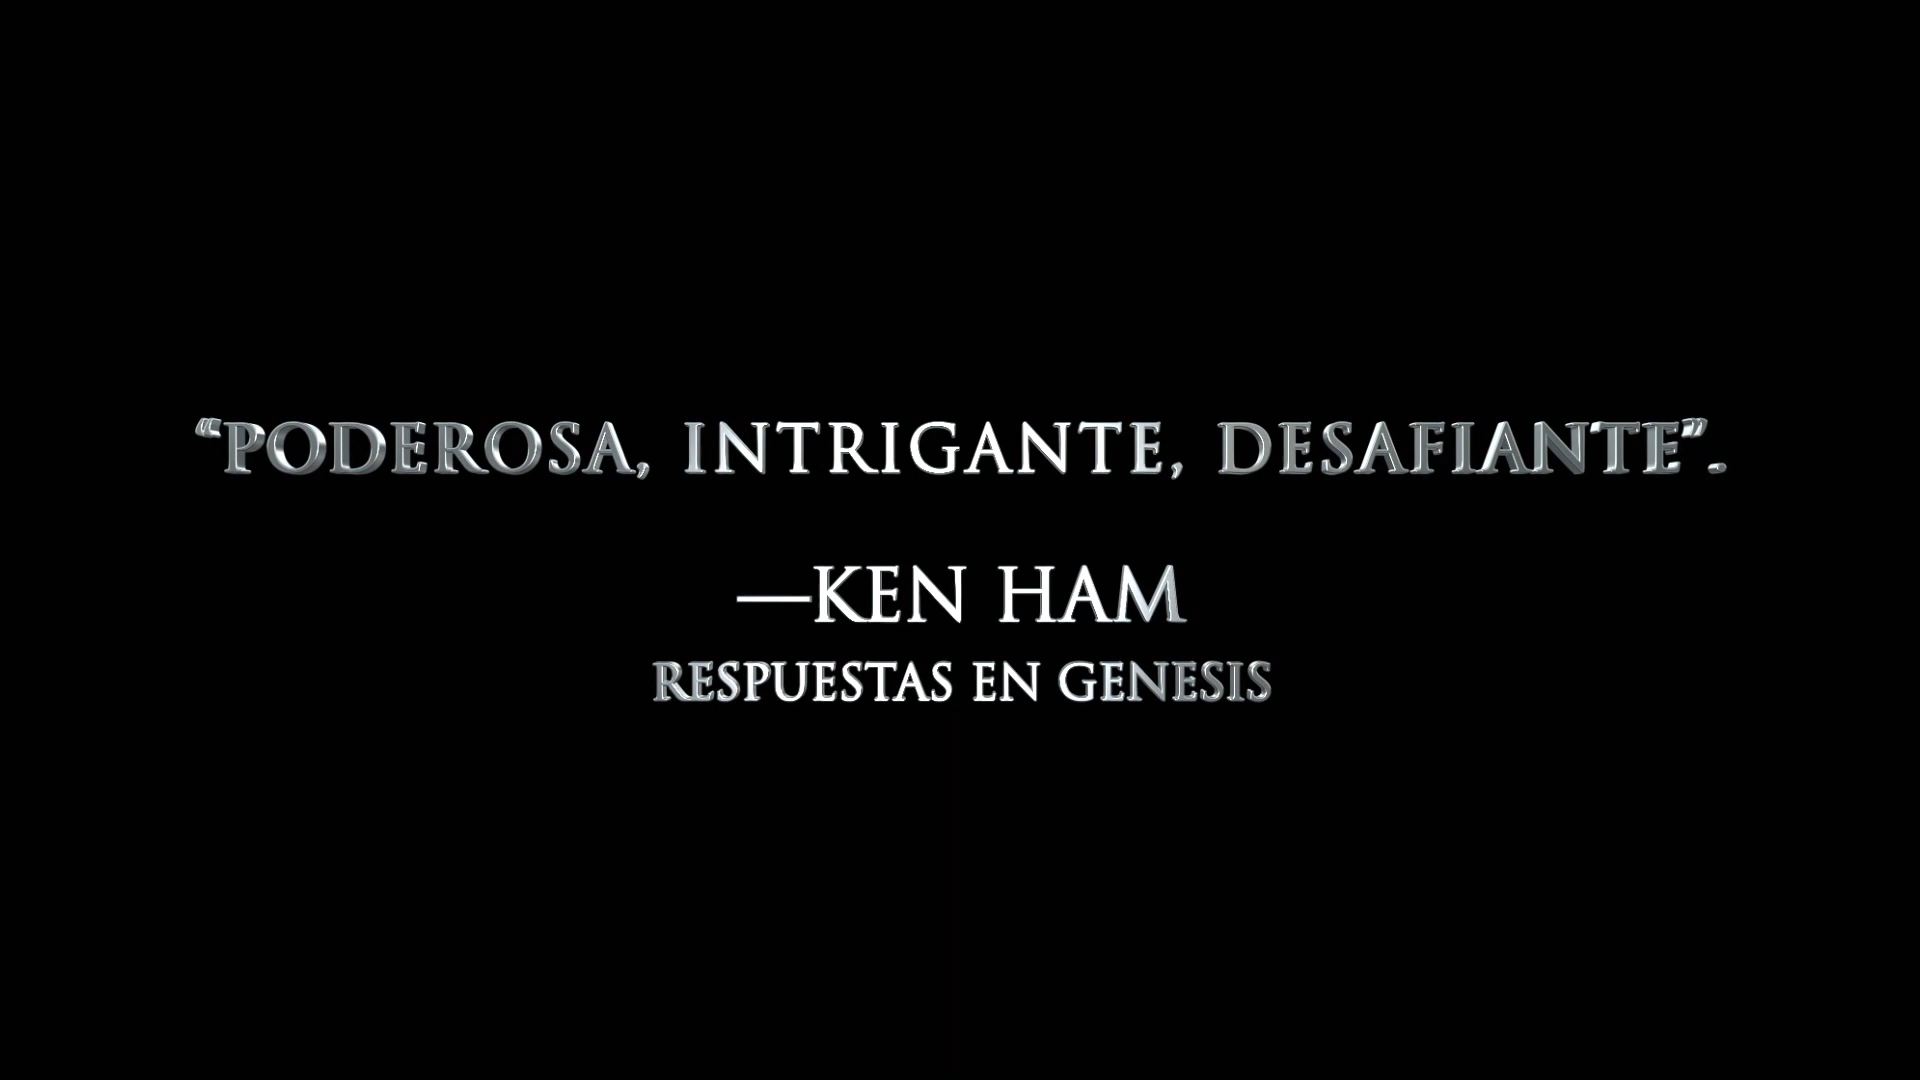 “PODEROSA, INTRIGANTE, DESAFIANTE”.
—KEN HAM
RESPUESTAS EN GENESIS